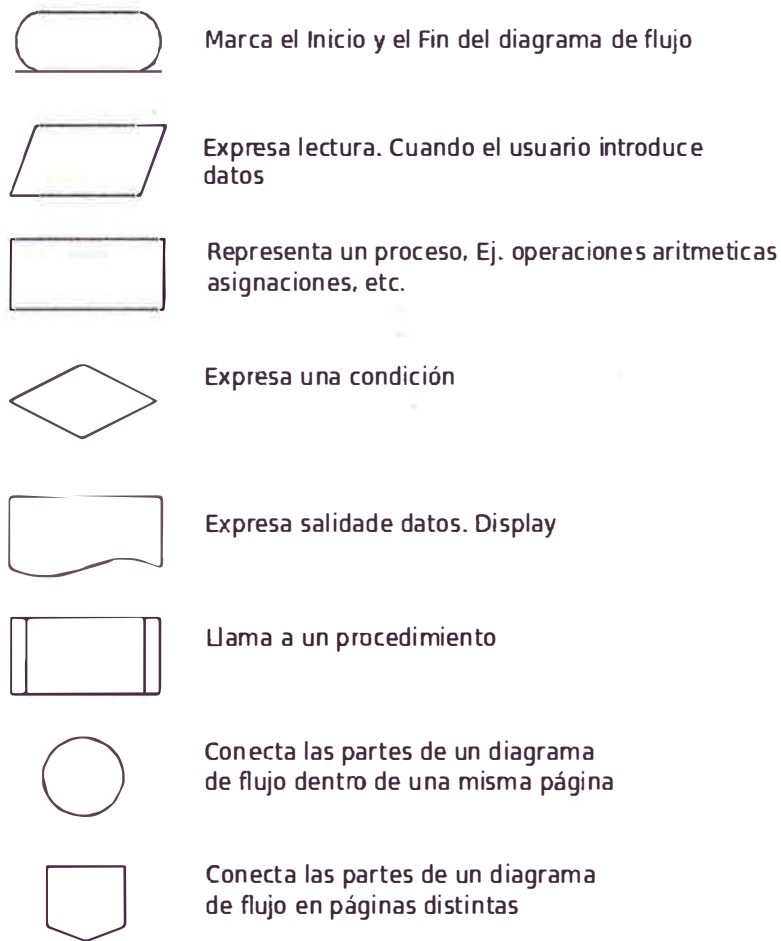 Marca el Inicio y el Fin del diagrama de flujo
Expresa lectura. Cuando el usuario introduce
datos
Representa un proceso, Ej. operaciones aritmeticas
asignaciones, etc.
Expresa una condición
Expresa salidade datos. Display
Llama a un procedimiento
Conecta las partes de un diagrama
de flujo dentro de una misma página
Conecta las partes de un diagrama
de flujo en páginas distintas